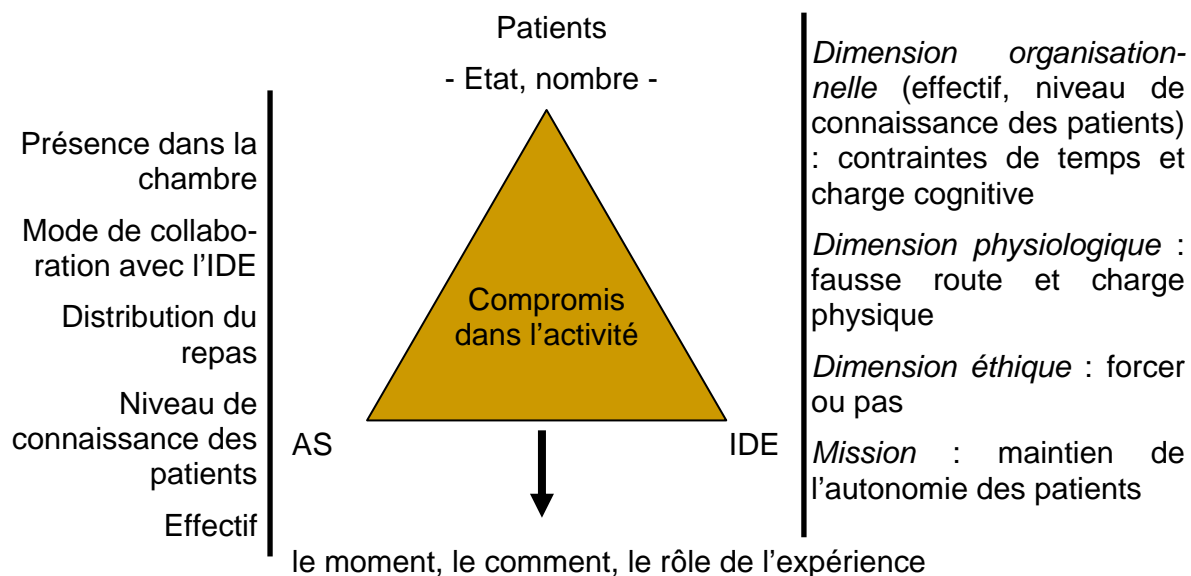 Patients
- Etat, nombre -
Présence dans la
chambre
Mode de collabo-
ration avec l'IDE
Distribution du
repas
Niveau de
connaissance des
patients
Effectif
Compromis
dans l'activité
AS
IDE
le moment, le comment, le rôle de l'expérience
Dimension organisation-
nelle (effectif, niveau de
connaissance des patients)
: contraintes de temps et
charge cognitive
Dimension physiologique :
fausse route et charge
physique
Dimension éthique : forcer
ou pas
Mission : maintien de
l'autonomie des patients